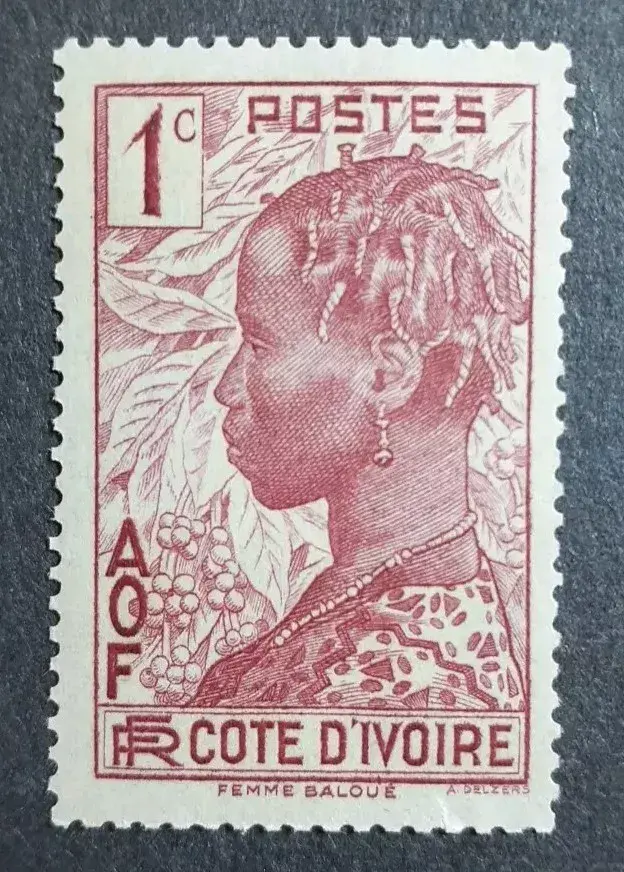 1c POSTES
AOF
RF COTE D'IVOIRE
FEMME BALOUÉ A. DELZERS